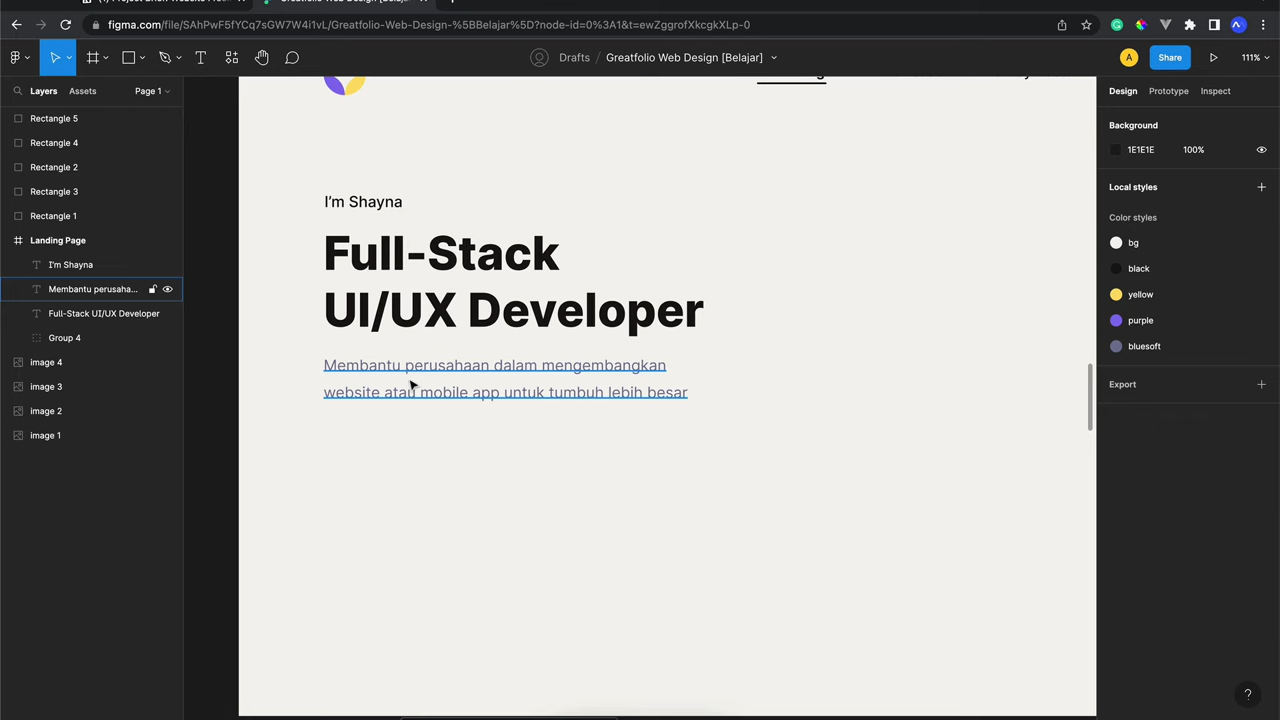 figma.com/file/SAhPwF5fYCq7sGW7W4i1vL/Greatfolio-Web-Design-%5BBelajar%5D?node-id=0%3A1&t=ewZggrofXkcgkXLp-0
Drafts / Greatfolio Web Design [Belajar]
A
Share
111%
Layers
Assets
Page 1
Design
Prototype
Inspect
Rectangle 5
Rectangle 4
Rectangle 2
Rectangle 3
Rectangle 1
Landing Page
I'm Shayna
Membantu perusaha...
Full-Stack UI/UX Developer
Group 4
image 4
image 3
image 2
image 1
I'm Shayna
Full-Stack
UI/UX Developer
Membantu perusahaan dalam mengembangkan
website atau mobile app untuk tumbuh lebih besar
Background
1E1E1E
100%
Local styles
Color styles
bg
black
yellow
purple
bluesoft
Export
?